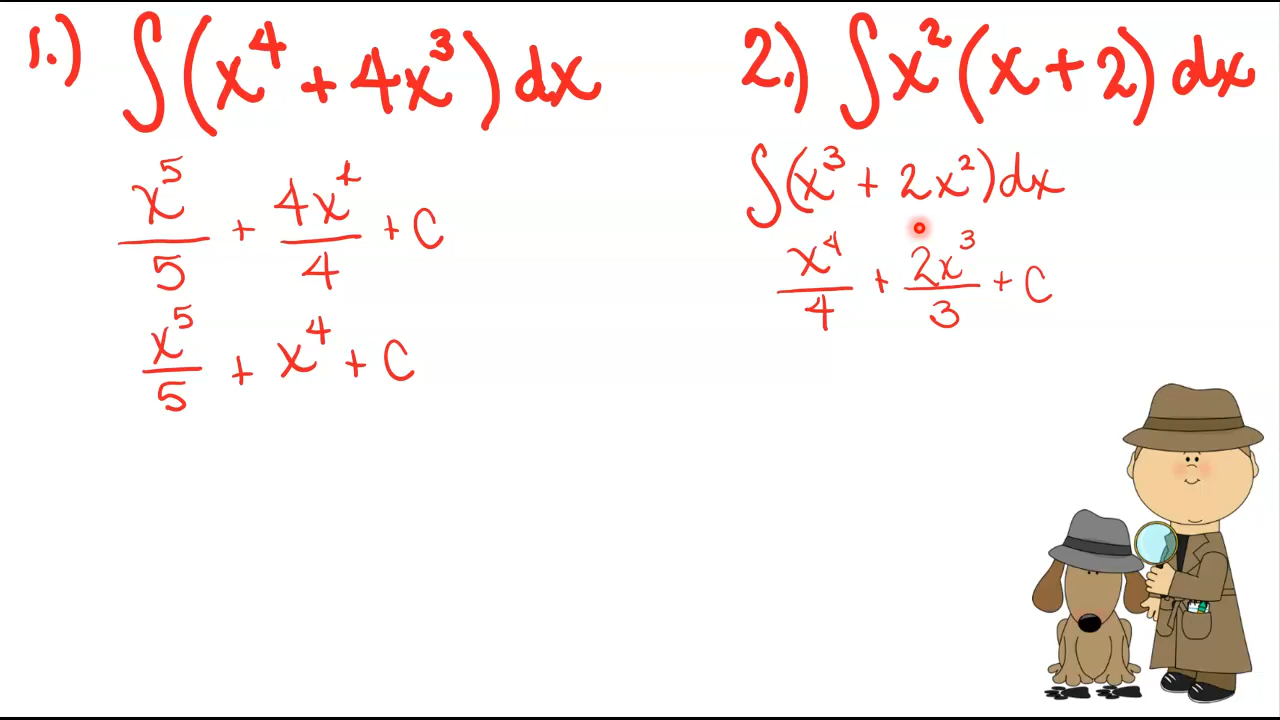 1.) ∫(x⁴ + 4x³) dx
x⁵/5 + 4x⁴/4 + C
x⁵/5 + x⁴ + C
2.) ∫x²(x + 2) dx
∫(x³ + 2x²) dx
x⁴/4 + 2x³/3 + C